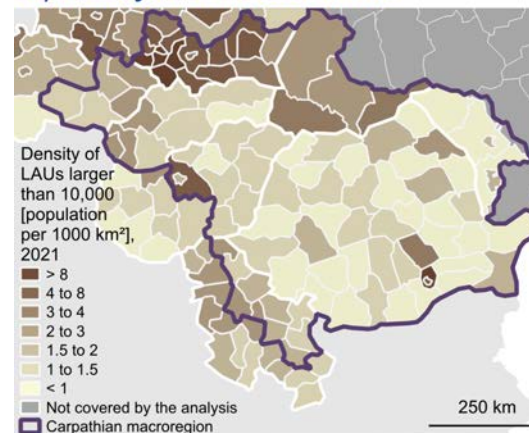 Density of
LAUs larger
than 10,000
[population
per 1000 km²],
2021
> 8
4 to 8
3 to 4
2 to 3
1.5 to 2
1 to 1.5
< 1
Not covered by the analysis
Carpathian macroregion
250 km